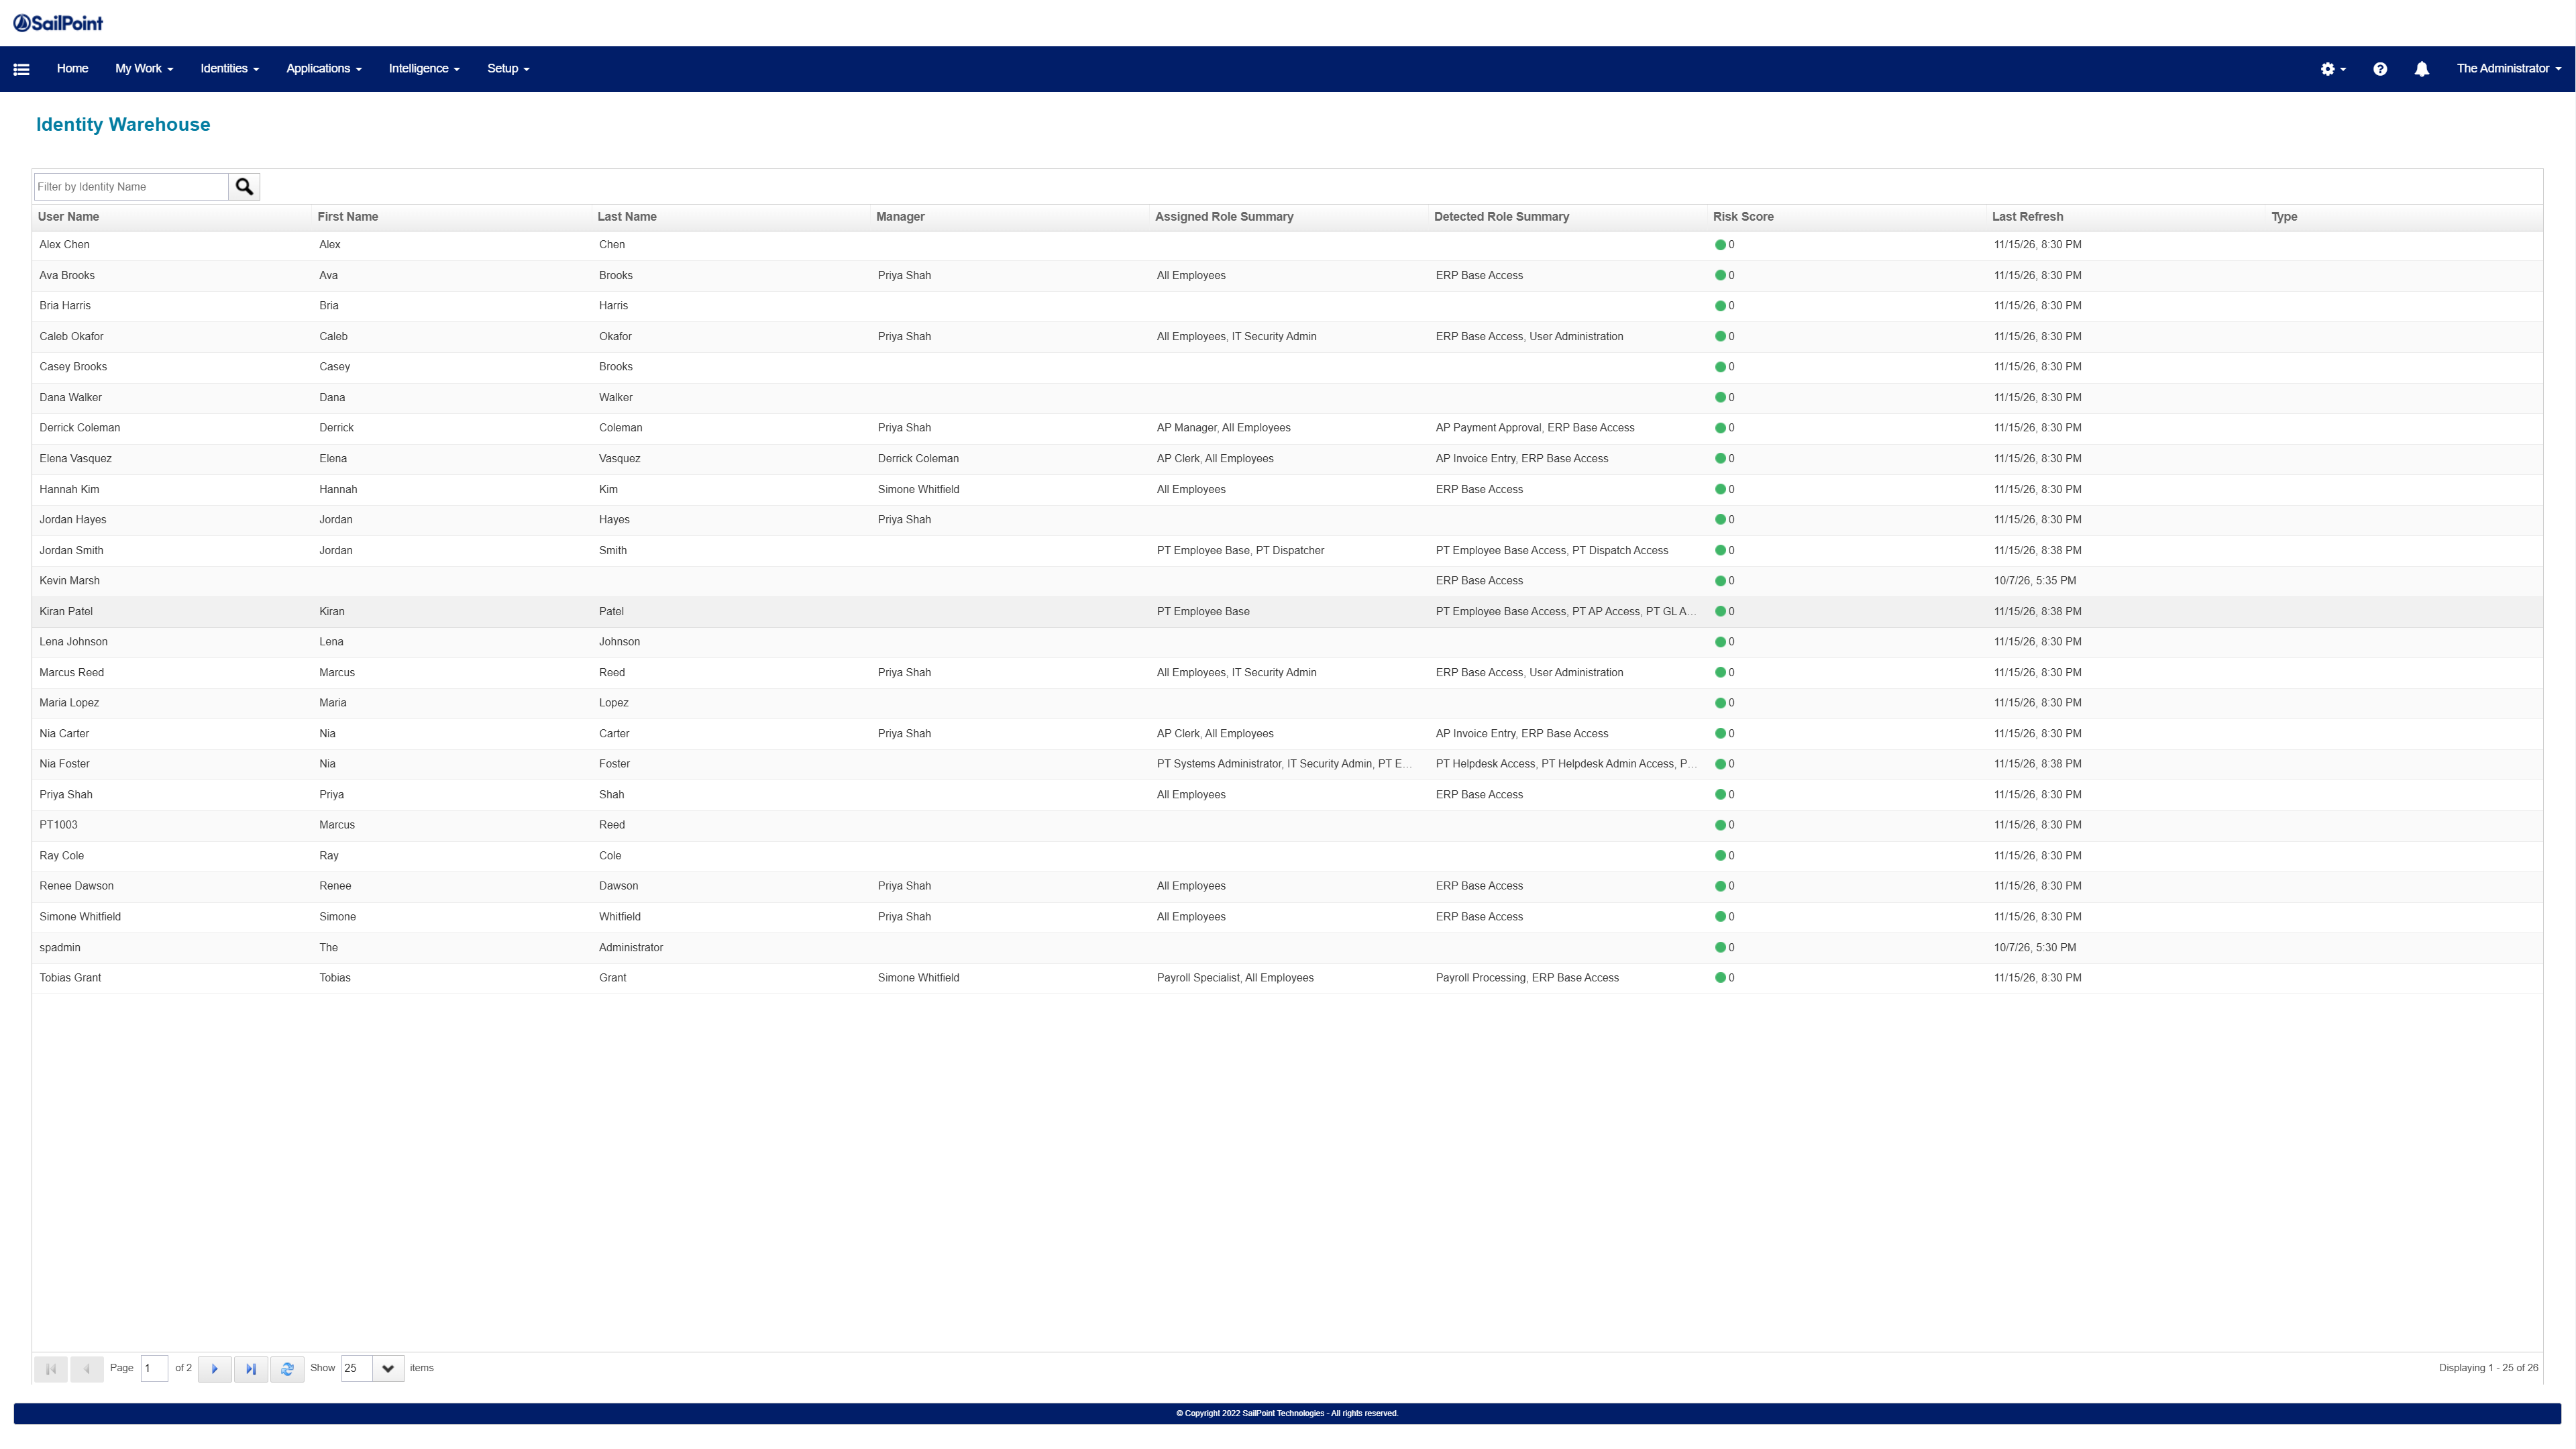 SailPoint
Home My Work Identities Applications Intelligence Setup The Administrator
Identity Warehouse
Filter by Identity Name
User Name First Name Last Name Manager Assigned Role Summary Detected Role Summary Risk Score Last Refresh Type
Alex Chen Alex Chen 0 11/15/26, 8:30 PM
Ava Brooks Ava Brooks Priya Shah All Employees ERP Base Access 0 11/15/26, 8:30 PM
Bria Harris Bria Harris 0 11/15/26, 8:30 PM
Caleb Okafor Caleb Okafor Priya Shah All Employees, IT Security Admin ERP Base Access, User Administration 0 11/15/26, 8:30 PM
Casey Brooks Casey Brooks 0 11/15/26, 8:30 PM
Dana Walker Dana Walker 0 11/15/26, 8:30 PM
Derrick Coleman Derrick Coleman Priya Shah AP Manager, All Employees AP Payment Approval, ERP Base Access 0 11/15/26, 8:30 PM
Elena Vasquez Elena Vasquez Derrick Coleman AP Clerk, All Employees AP Invoice Entry, ERP Base Access 0 11/15/26, 8:30 PM
Hannah Kim Hannah Kim Simone Whitfield All Employees ERP Base Access 0 11/15/26, 8:30 PM
Jordan Hayes Jordan Hayes Priya Shah 0 11/15/26, 8:30 PM
Jordan Smith Jordan Smith PT Employee Base, PT Dispatcher PT Employee Base Access, PT Dispatch Access 0 11/15/26, 8:38 PM
Kevin Marsh ERP Base Access 0 10/7/26, 5:35 PM
Kiran Patel Kiran Patel PT Employee Base PT Employee Base Access, PT AP Access, PT GL A... 0 11/15/26, 8:38 PM
Lena Johnson Lena Johnson 0 11/15/26, 8:30 PM
Marcus Reed Marcus Reed Priya Shah All Employees, IT Security Admin ERP Base Access, User Administration 0 11/15/26, 8:30 PM
Maria Lopez Maria Lopez 0 11/15/26, 8:30 PM
Nia Carter Nia Carter Priya Shah AP Clerk, All Employees AP Invoice Entry, ERP Base Access 0 11/15/26, 8:30 PM
Nia Foster Nia Foster PT Systems Administrator, IT Security Admin, PT E... PT Helpdesk Access, PT Helpdesk Admin Access, P... 0 11/15/26, 8:38 PM
Priya Shah Priya Shah All Employees ERP Base Access 0 11/15/26, 8:30 PM
PT1003 Marcus Reed 0 11/15/26, 8:30 PM
Ray Cole Ray Cole 0 11/15/26, 8:30 PM
Renee Dawson Renee Dawson Priya Shah All Employees ERP Base Access 0 11/15/26, 8:30 PM
Simone Whitfield Simone Whitfield Priya Shah All Employees ERP Base Access 0 11/15/26, 8:30 PM
spadmin The Administrator 0 10/7/26, 5:30 PM
Tobias Grant Tobias Grant Simone Whitfield Payroll Specialist, All Employees Payroll Processing, ERP Base Access 0 11/15/26, 8:30 PM
Page 1 of 2 Show 25 items Displaying 1 - 25 of 26
© Copyright 2022 SailPoint Technologies - All rights reserved.